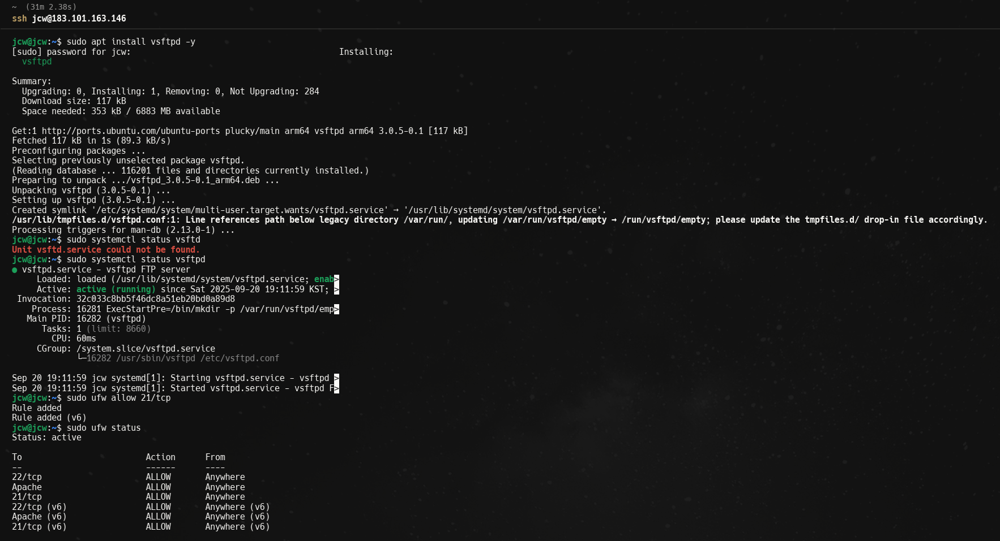 ~ (31m 2.38s)
ssh jcw@183.101.163.146
jcw@jcw:~$ sudo apt install vsftpd -y
[sudo] password for jcw:                                          Installing:
  vsftpd
Summary:
  Upgrading: 0, Installing: 1, Removing: 0, Not Upgrading: 284
  Download size: 117 kB
  Space needed: 353 kB / 6883 MB available
Get:1 http://ports.ubuntu.com/ubuntu-ports plucky/main arm64 vsftpd arm64 3.0.5-0.1 [117 kB]
Fetched 117 kB in 1s (89.3 kB/s)
Preconfiguring packages ...
Selecting previously unselected package vsftpd.
(Reading database ... 116201 files and directories currently installed.)
Preparing to unpack .../vsftpd_3.0.5-0.1_arm64.deb ...
Unpacking vsftpd (3.0.5-0.1) ...
Setting up vsftpd (3.0.5-0.1) ...
Created symlink '/etc/systemd/system/multi-user.target.wants/vsftpd.service' → '/usr/lib/systemd/system/vsftpd.service'.
/usr/lib/tmpfiles.d/vsftpd.conf:1: Line references path below legacy directory /var/run/, updating /var/run/vsftpd/empty → /run/vsftpd/empty; please update the tmpfiles.d/ drop-in file accordingly.
Processing triggers for man-db (2.13.0-1) ...
jcw@jcw:~$ sudo systemctl status vsftd
Unit vsftd.service could not be found.
jcw@jcw:~$ sudo systemctl status vsftpd
● vsftpd.service - vsftpd FTP server
     Loaded: loaded (/usr/lib/systemd/system/vsftpd.service; enab>
     Active: active (running) since Sat 2025-09-20 19:11:59 KST; >
 Invocation: 32c033c8bb5f46dc8a51eb20bd0a89d8
    Process: 16281 ExecStartPre=/bin/mkdir -p /var/run/vsftpd/emp>
   Main PID: 16282 (vsftpd)
      Tasks: 1 (limit: 8660)
        CPU: 60ms
     CGroup: /system.slice/vsftpd.service
             └─16282 /usr/sbin/vsftpd /etc/vsftpd.conf
Sep 20 19:11:59 jcw systemd[1]: Starting vsftpd.service - vsftpd >
Sep 20 19:11:59 jcw systemd[1]: Started vsftpd.service - vsftpd F>
jcw@jcw:~$ sudo ufw allow 21/tcp
Rule added
Rule added (v6)
jcw@jcw:~$ sudo ufw status
Status: active
To                         Action      From
--                         ------      ----
22/tcp                     ALLOW       Anywhere
Apache                     ALLOW       Anywhere
21/tcp                     ALLOW       Anywhere
22/tcp (v6)                ALLOW       Anywhere (v6)
Apache (v6)                ALLOW       Anywhere (v6)
21/tcp (v6)                ALLOW       Anywhere (v6)